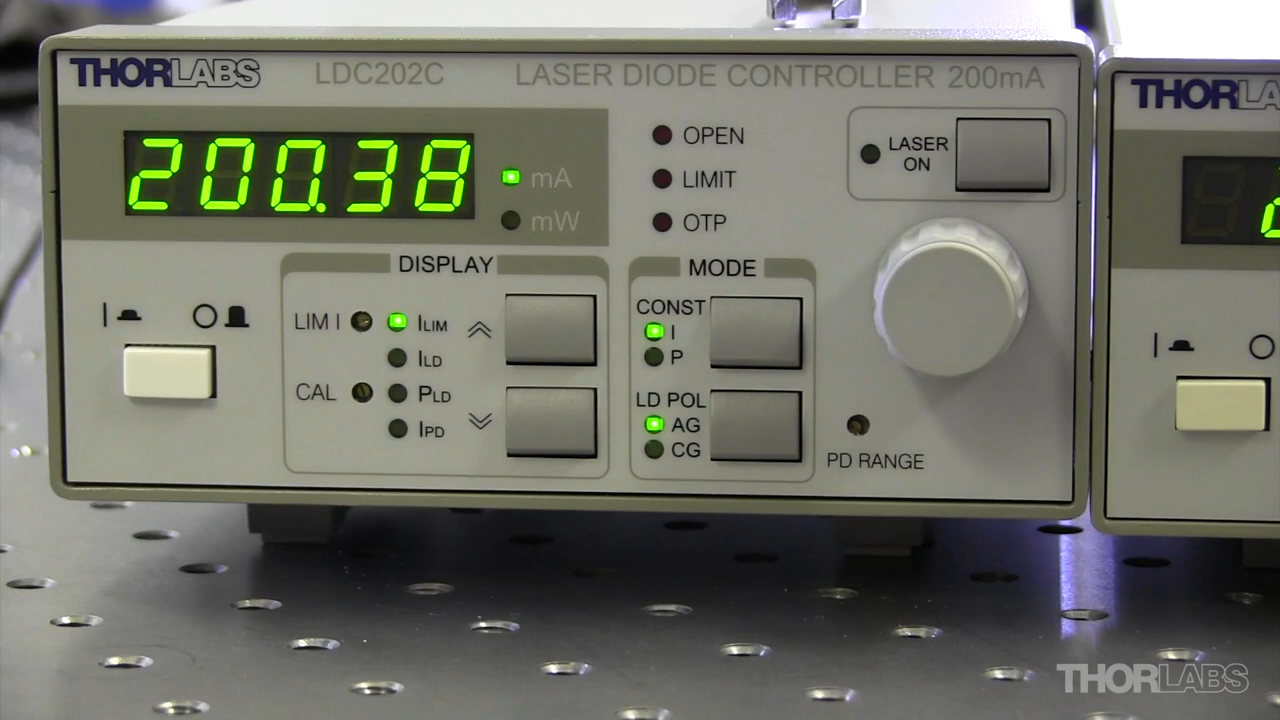 THORLABS LDC202C LASER DIODE CONTROLLER 200mA
200.38
mA
mW
OPEN
LIMIT
OTP
LASER
ON
DISPLAY
LIM I
ILIM
ILD
CAL
PLD
IPD
MODE
CONST
I
P
LD POL
AG
CG
PD RANGE
THORLA
THORLABS